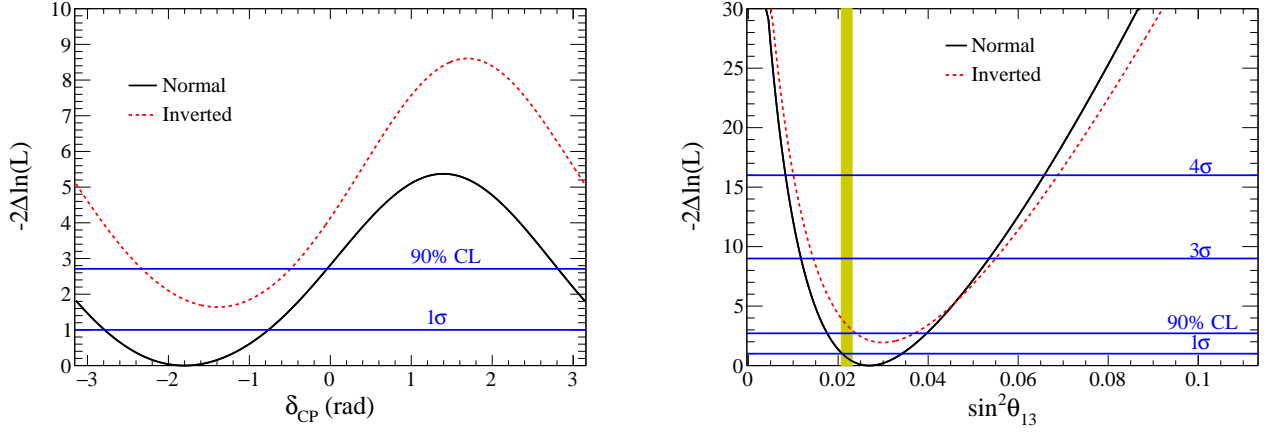 -2Δln(L)
10
9
8
7
6
5
4
3
2
1
0
Normal
Inverted
90% CL
1σ
−3 −2 −1 0 1 2 3
δCP (rad)
-2Δln(L)
30
25
20
15
10
5
0
Normal
Inverted
4σ
3σ
90% CL
1σ
0 0.02 0.04 0.06 0.08 0.1
sin²θ13